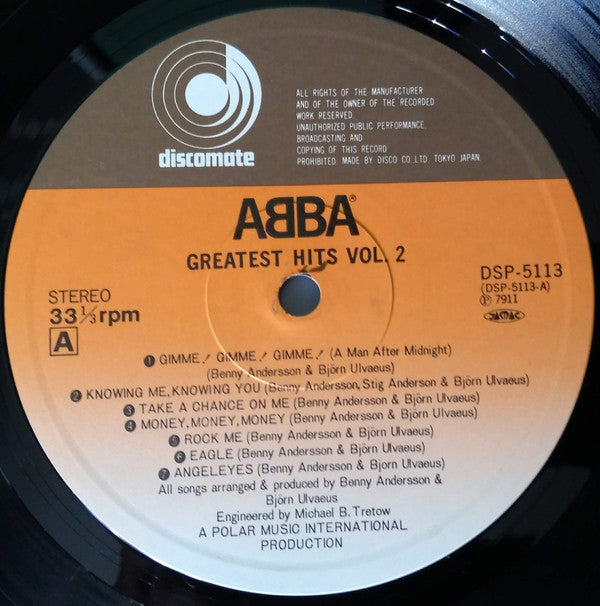 discomate
ALL RIGHTS OF THE MANUFACTURER
AND OF THE OWNER OF THE RECORDED
WORK RESERVED
UNAUTHORIZED PUBLIC PERFORMANCE,
BROADCASTING AND
COPYING OF THIS RECORD
PROHIBITED. MADE BY DISCO CO., LTD. TOKYO JAPAN.
ABBA®
GREATEST HITS VOL. 2
STEREO
33 1/3 rpm
A
DSP-5113
(DSP-5113-A)
Ⓟ 7911
❶ GIMME! GIMME! GIMME! (A Man After Midnight)
(Benny Andersson & Björn Ulvaeus)
❷ KNOWING ME, KNOWING YOU (Benny Andersson, Stig Anderson & Björn Ulvaeus)
❸ TAKE A CHANCE ON ME (Benny Andersson & Björn Ulvaeus)
❹ MONEY, MONEY, MONEY (Benny Andersson & Björn Ulvaeus)
❺ ROCK ME (Benny Andersson & Björn Ulvaeus)
❻ EAGLE (Benny Andersson & Björn Ulvaeus)
❼ ANGELEYES (Benny Andersson & Björn Ulvaeus)
All songs arranged & produced by Benny Andersson &
Björn Ulvaeus
Engineered by Michael B. Tretow
A POLAR MUSIC INTERNATIONAL
PRODUCTION